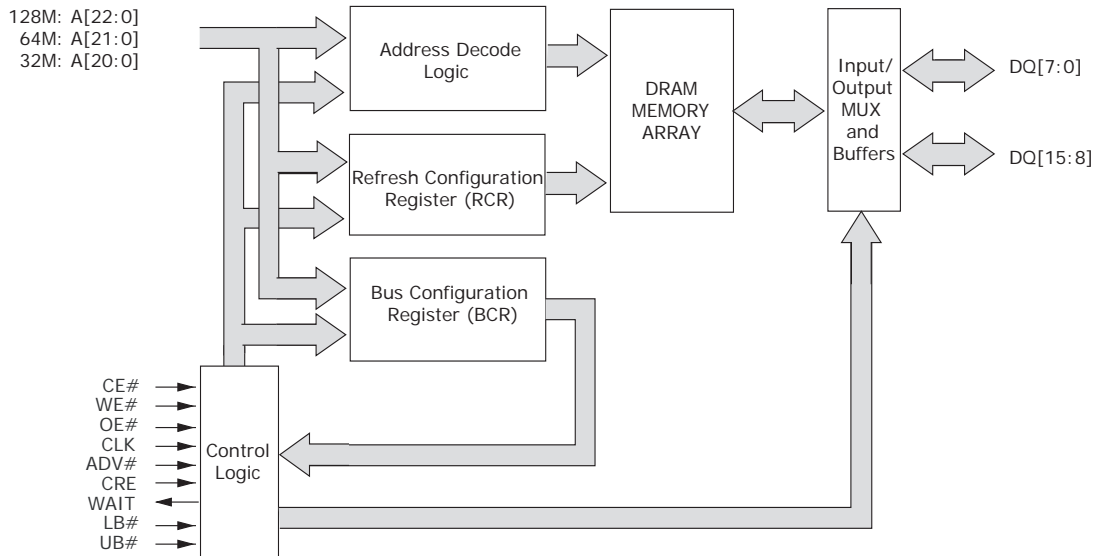 128M: A[22:0]
64M: A[21:0]
32M: A[20:0]
Address Decode
Logic
Refresh Configuration
Register (RCR)
Bus Configuration
Register (BCR)
DRAM
MEMORY
ARRAY
Input/
Output
MUX
and
Buffers
DQ[7:0]
DQ[15:8]
CE#
WE#
OE#
CLK
ADV#
CRE
WAIT
LB#
UB#
Control
Logic